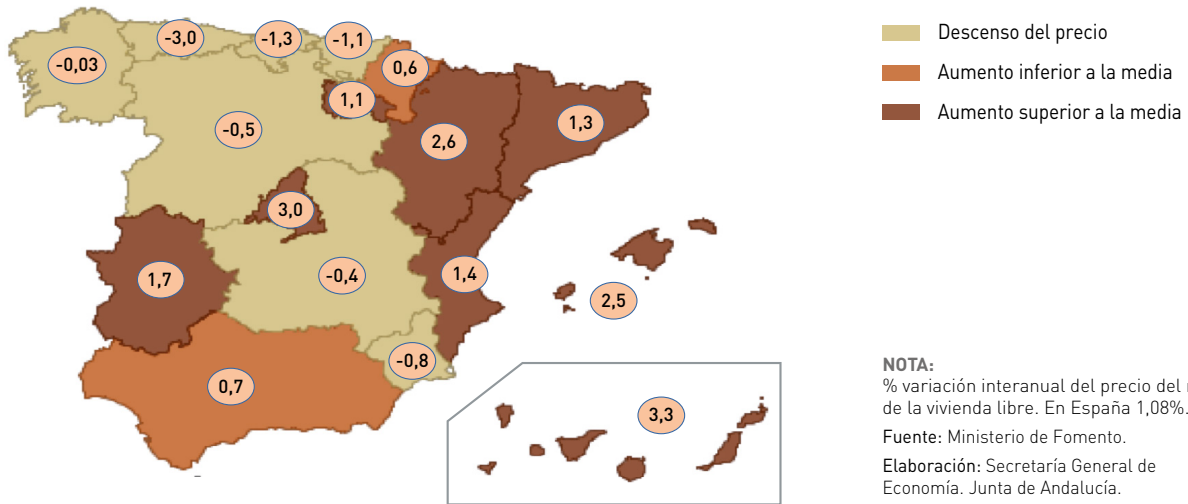 -3,0
-1,3
-1,1
-0,03
0,6
1,1
1,3
-0,5
2,6
3,0
1,7
-0,4
1,4
2,5
-0,8
0,7
3,3
Descenso del precio
Aumento inferior a la media
Aumento superior a la media
NOTA:
% variación interanual del precio del
de la vivienda libre. En España 1,08%.
Fuente: Ministerio de Fomento.
Elaboración: Secretaría General de
Economía. Junta de Andalucía.